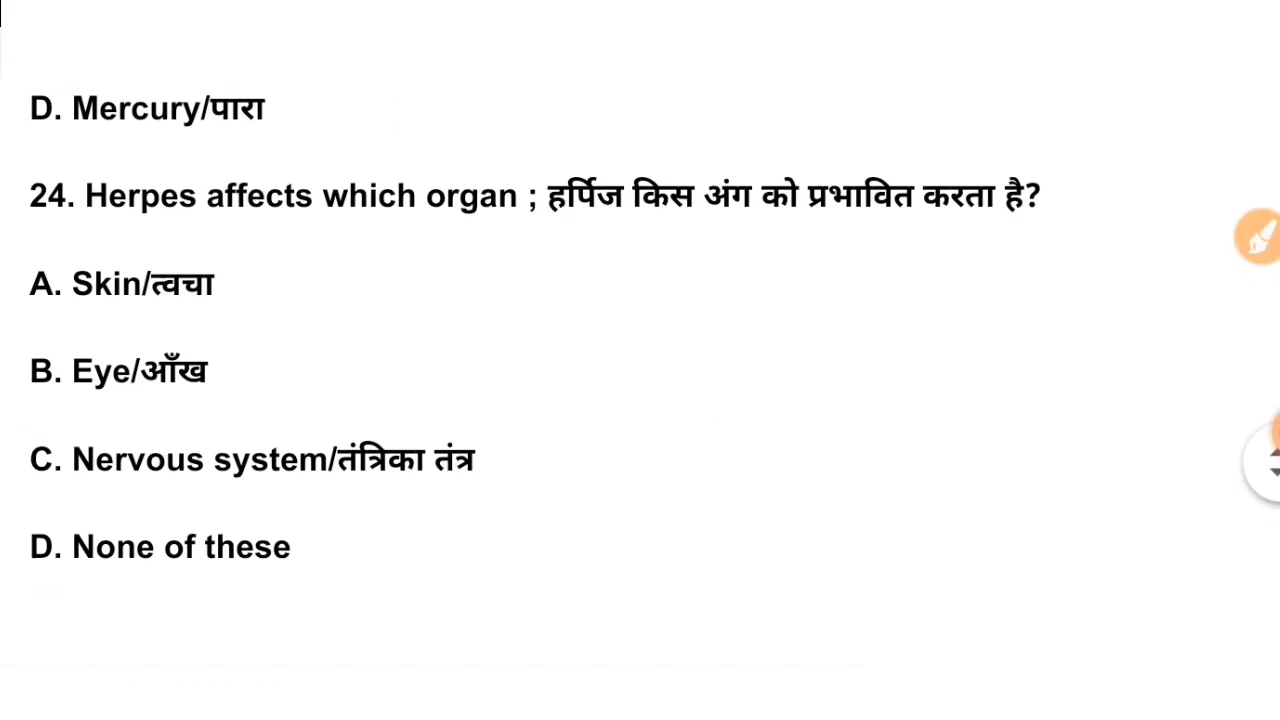 D. Mercury/पारा
24. Herpes affects which organ ; हर्पिज किस अंग को प्रभावित करता है?
A. Skin/त्वचा
B. Eye/आँख
C. Nervous system/तंत्रिका तंत्र
D. None of these